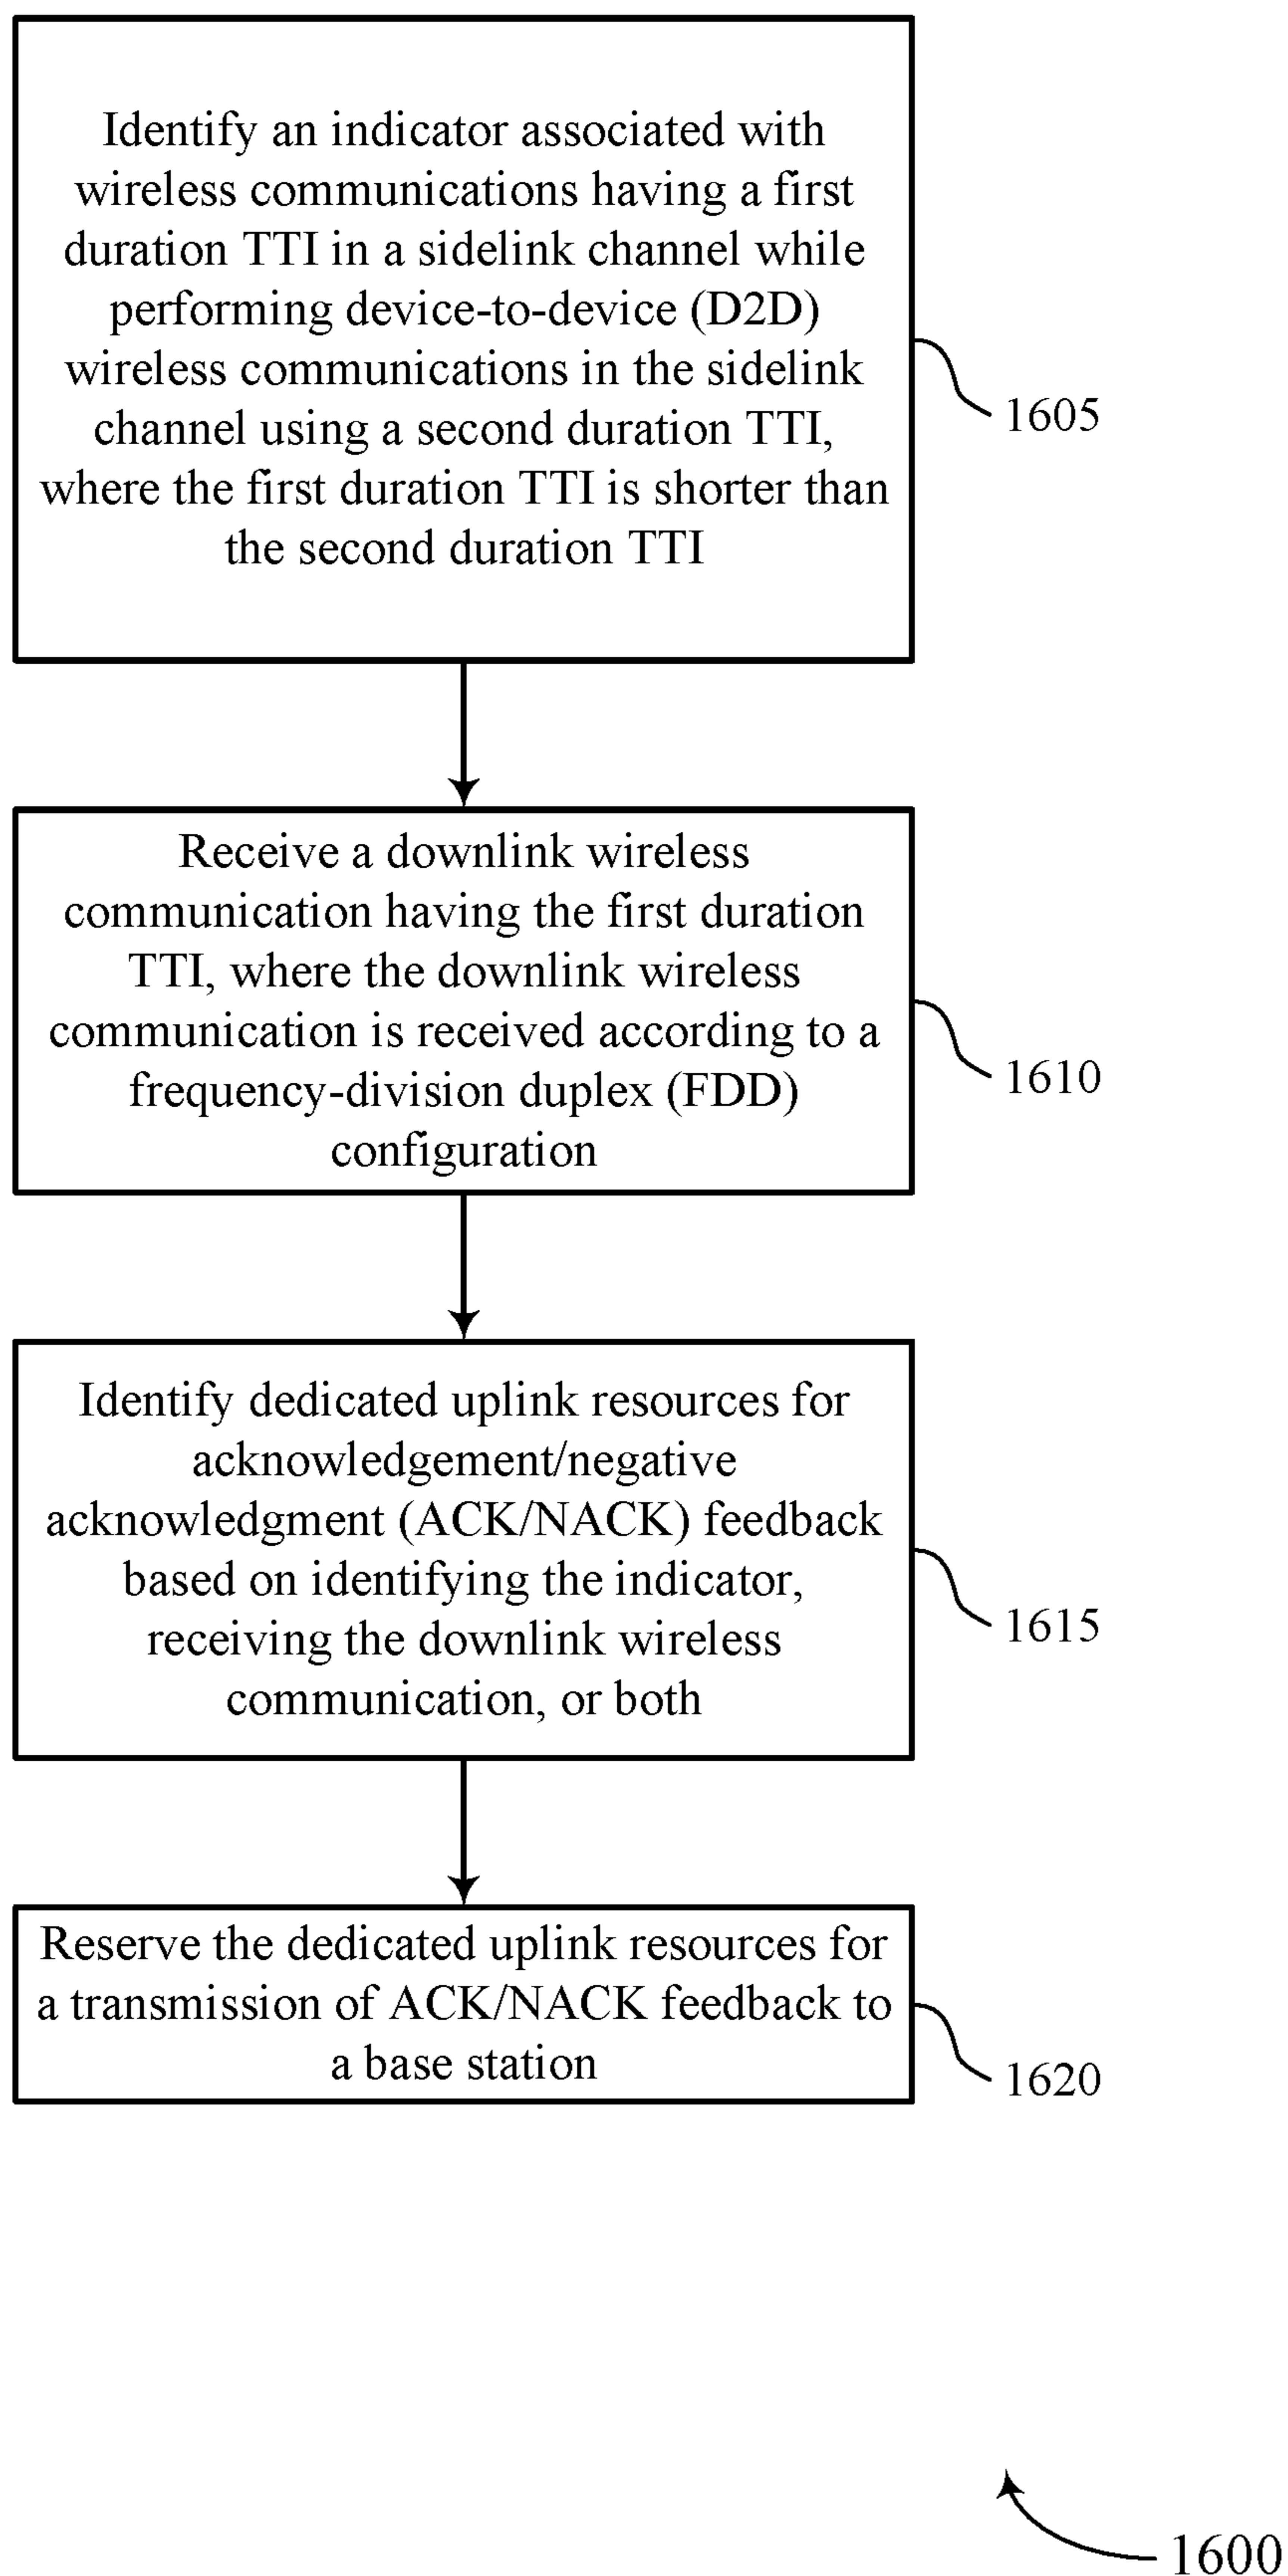 Identify an indicator associated with
wireless communications having a first
duration TTI in a sidelink channel while
performing device-to-device (D2D)
wireless communications in the sidelink
channel using a second duration TTI,
where the first duration TTI is shorter than
the second duration TTI
1605
Receive a downlink wireless
communication having the first duration
TTI, where the downlink wireless
communication is received according to a
frequency-division duplex (FDD)
configuration
1610
Identify dedicated uplink resources for
acknowledgement/negative
acknowledgment (ACK/NACK) feedback
based on identifying the indicator,
receiving the downlink wireless
communication, or both
1615
Reserve the dedicated uplink resources for
a transmission of ACK/NACK feedback to
a base station
1620
1600